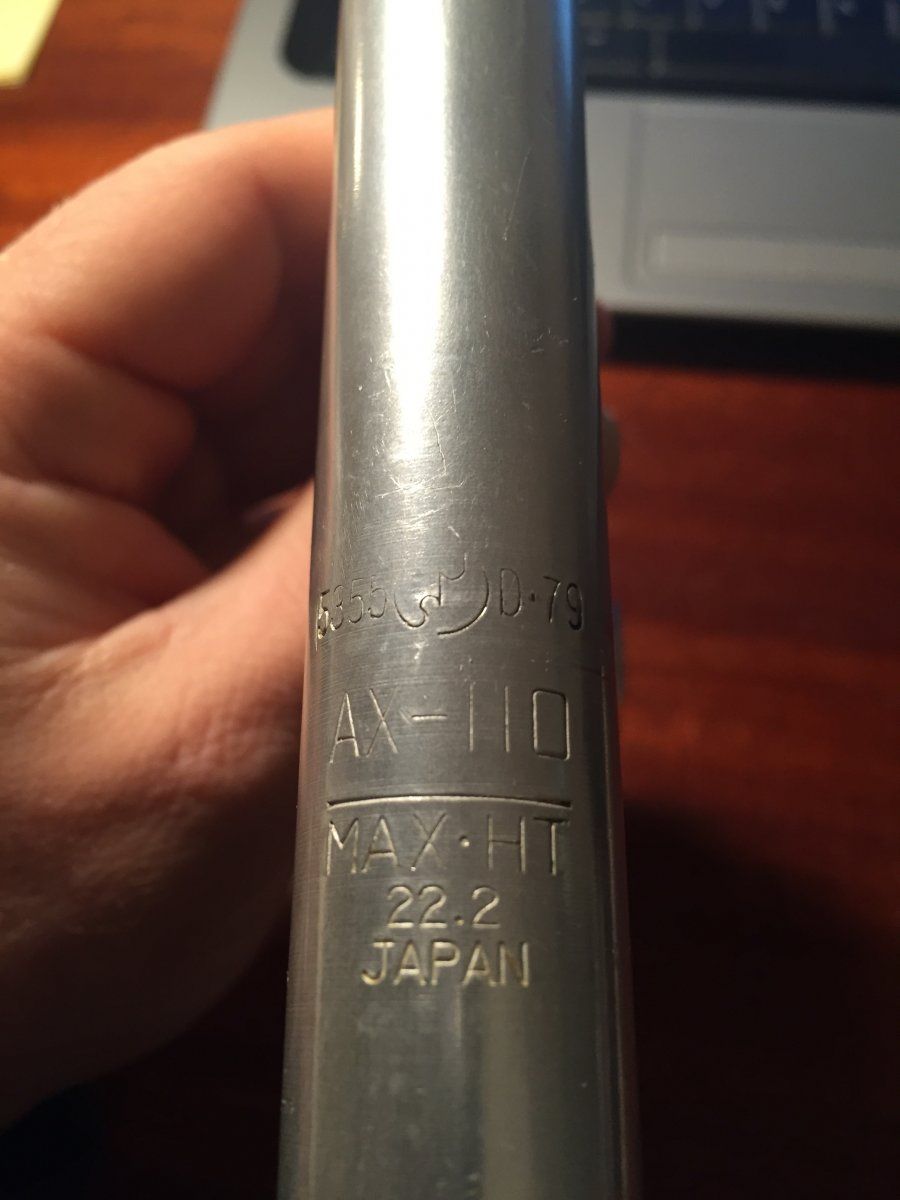 5355 D·79
AX-110
MAX·HT
22.2
JAPAN